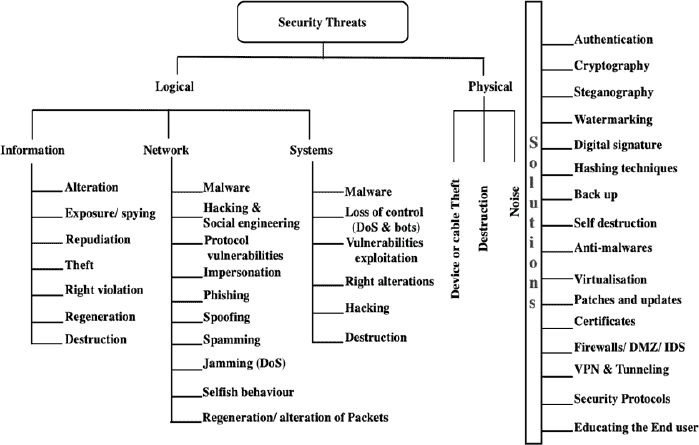 Security Threats
Logical
Physical
Information
Network
Systems
Alteration
Exposure/ spying
Repudiation
Theft
Right violation
Regeneration
Destruction
Malware
Hacking &
Social engineering
Protocol
vulnerabilities
Impersonation
Phishing
Spoofing
Spamming
Jamming (DoS)
Selfish behaviour
Regeneration/ alteration of Packets
Malware
Loss of control
(DoS & bots)
Vulnerabilities
exploitation
Right alterations
Hacking
Destruction
Device or cable Theft
Destruction
Noise
Solutions
Authentication
Cryptography
Steganography
Watermarking
Digital signature
Hashing techniques
Back up
Self destruction
Anti-malwares
Virtualisation
Patches and updates
Certificates
Firewalls/ DMZ/ IDS
VPN & Tunneling
Security Protocols
Educating the End user